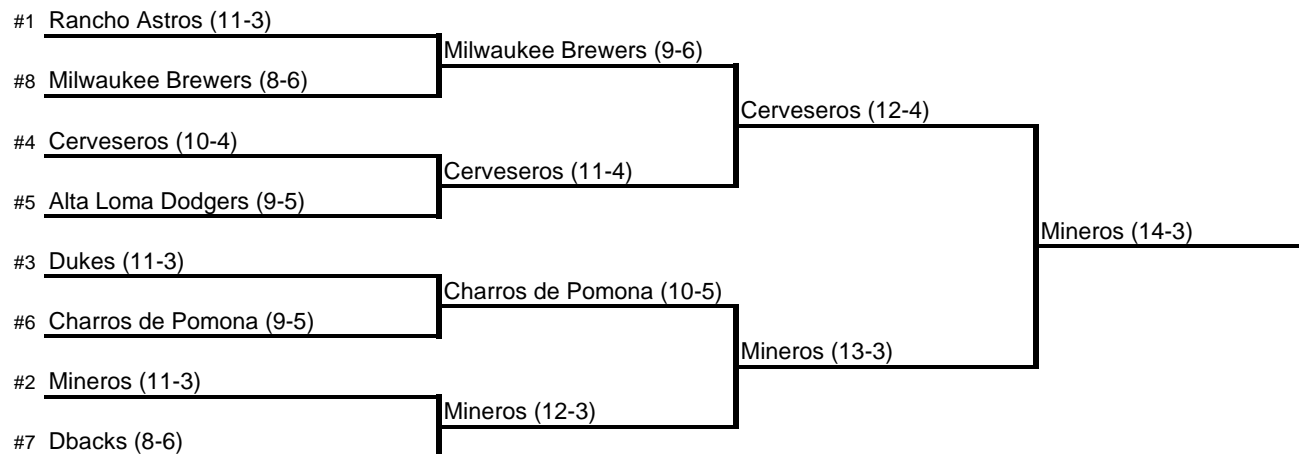 #1 Rancho Astros (11-3)
#8 Milwaukee Brewers (8-6)
#4 Cerveseros (10-4)
#5 Alta Loma Dodgers (9-5)
#3 Dukes (11-3)
#6 Charros de Pomona (9-5)
#2 Mineros (11-3)
#7 Dbacks (8-6)
Milwaukee Brewers (9-6)
Cerveseros (11-4)
Charros de Pomona (10-5)
Mineros (12-3)
Cerveseros (12-4)
Mineros (13-3)
Mineros (14-3)